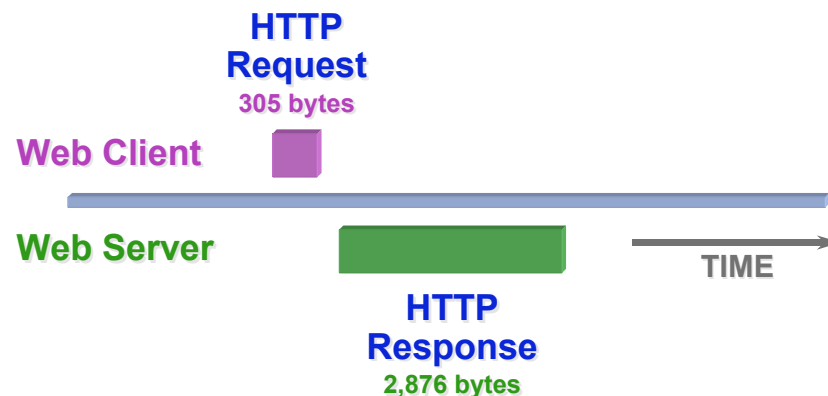 HTTP
Request
305 bytes
Web Client
Web Server
TIME
HTTP
Response
2,876 bytes